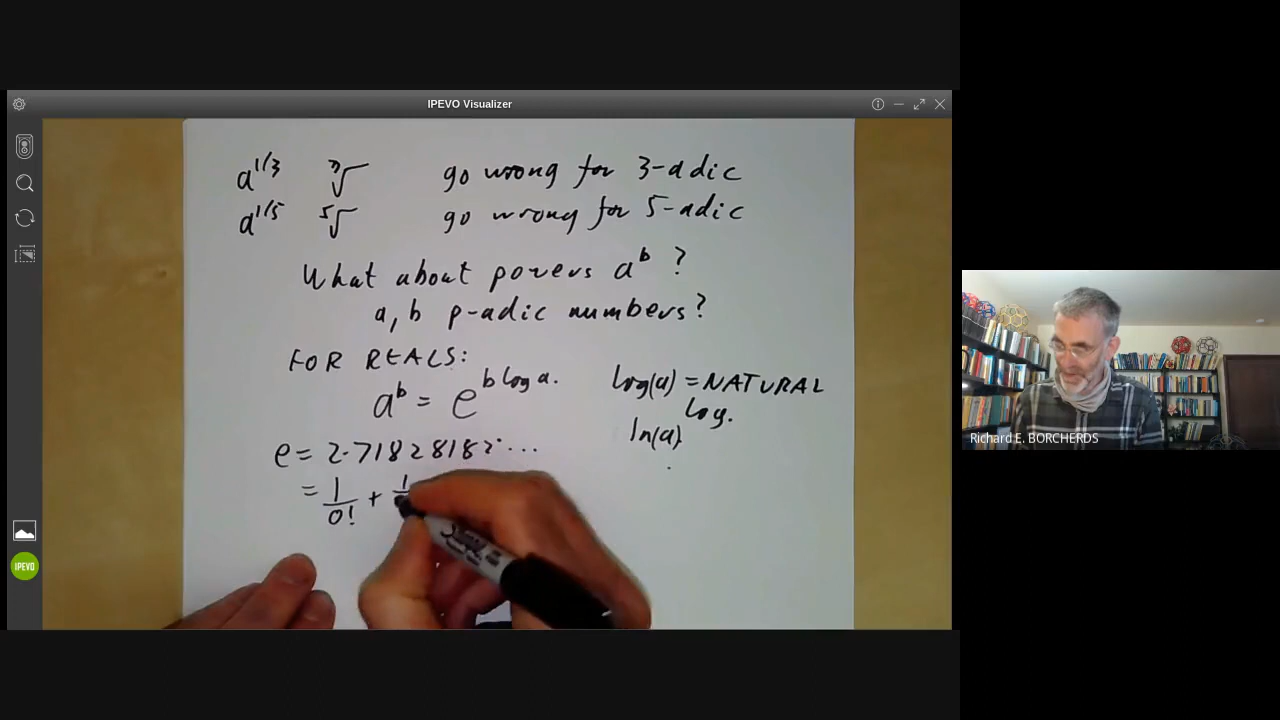 IPEVO Visualizer
a^{1/3} ∛ go wrong for 3-adic
a^{1/5} ⁵√ go wrong for 5-adic
What about powers a^b ?
a, b p-adic numbers?
FOR REALS:
a^b = e^{b log a}.
log(a) = NATURAL
log.
ln(a)
e = 2.71828182...
= 1/0! + 1
Richard E. BORCHERDS
IPEVO